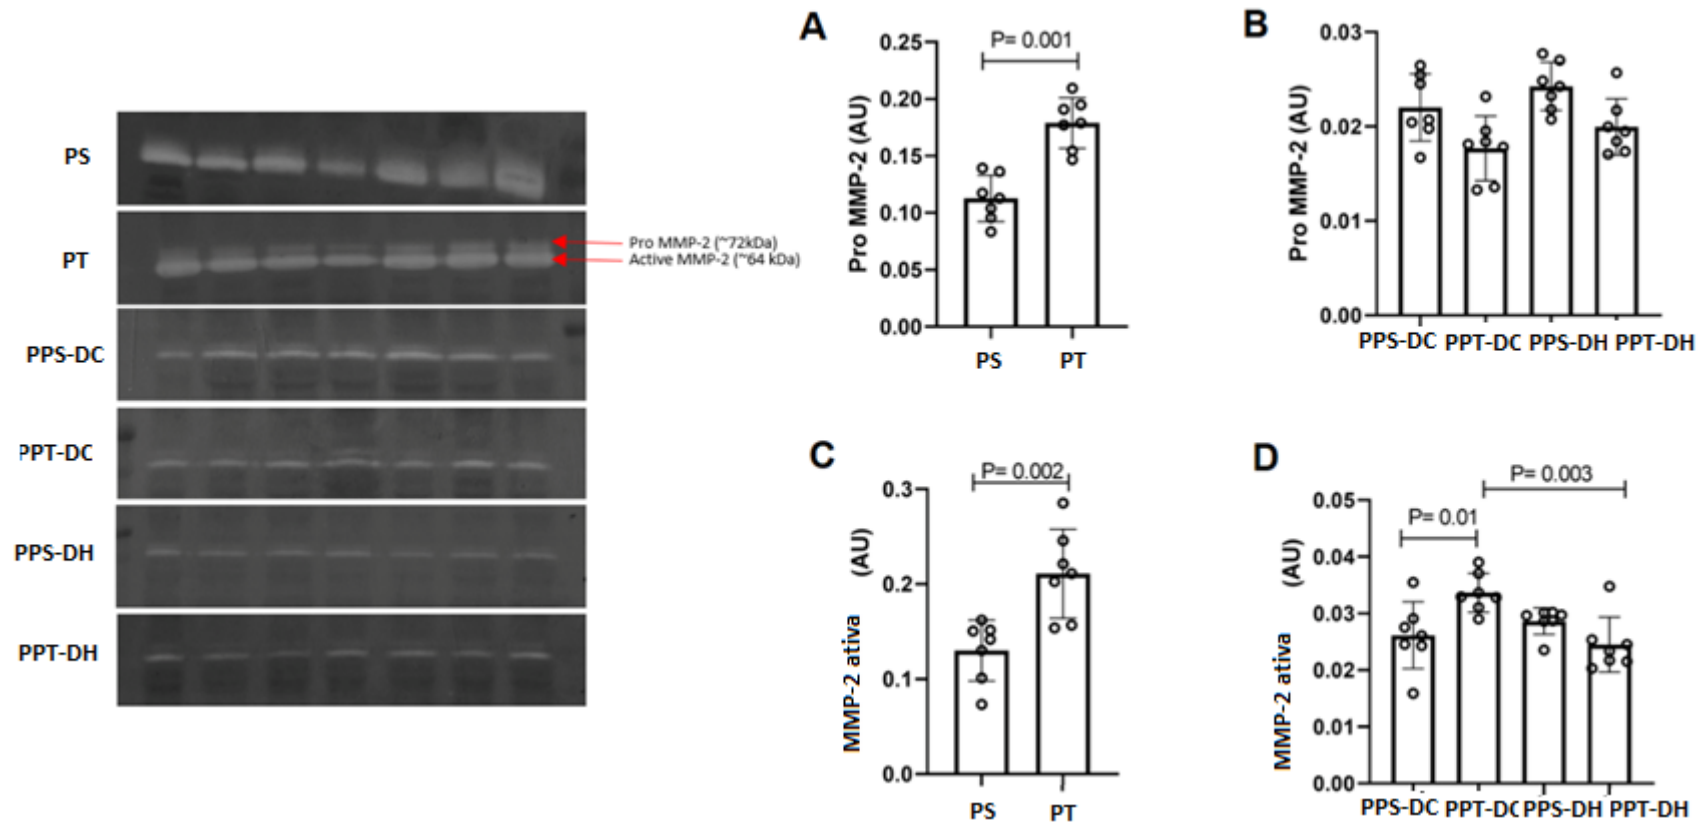 PS
PT
PPS-DC
PPT-DC
PPS-DH
PPT-DH
Pro MMP-2 (~72kDa)
Active MMP-2 (~64 kDa)
A
P= 0.001
Pro MMP-2 (AU)
0.25
0.20
0.15
0.10
0.05
0.00
PS PT
B
Pro MMP-2 (AU)
0.03
0.02
0.01
0.00
PPS-DC PPT-DC PPS-DH PPT-DH
C
P= 0.002
MMP-2 ativa (AU)
0.3
0.2
0.1
0.0
PS PT
D
P= 0.003
P= 0.01
MMP-2 ativa (AU)
0.05
0.04
0.03
0.02
0.01
0.00
PPS-DC PPT-DC PPS-DH PPT-DH